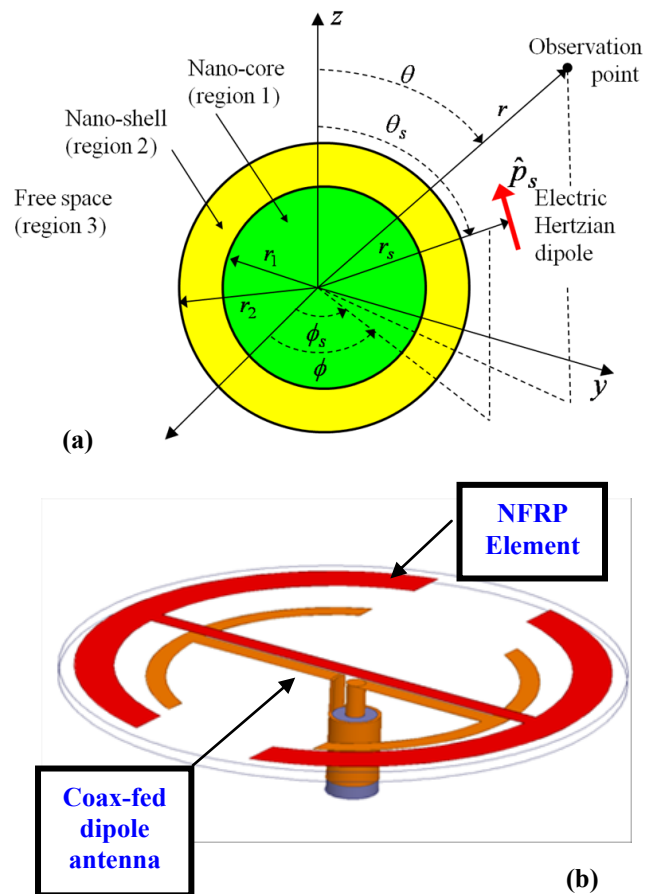 z
Observation
point
Nano-core
(region 1)
θ
r
Nano-shell
(region 2)
θs
p̂s
Free space
(region 3)
Electric
Hertzian
dipole
rs
r1
r2
ϕs
ϕ
y
(a)
NFRP
Element
Coax-fed
dipole
antenna
(b)